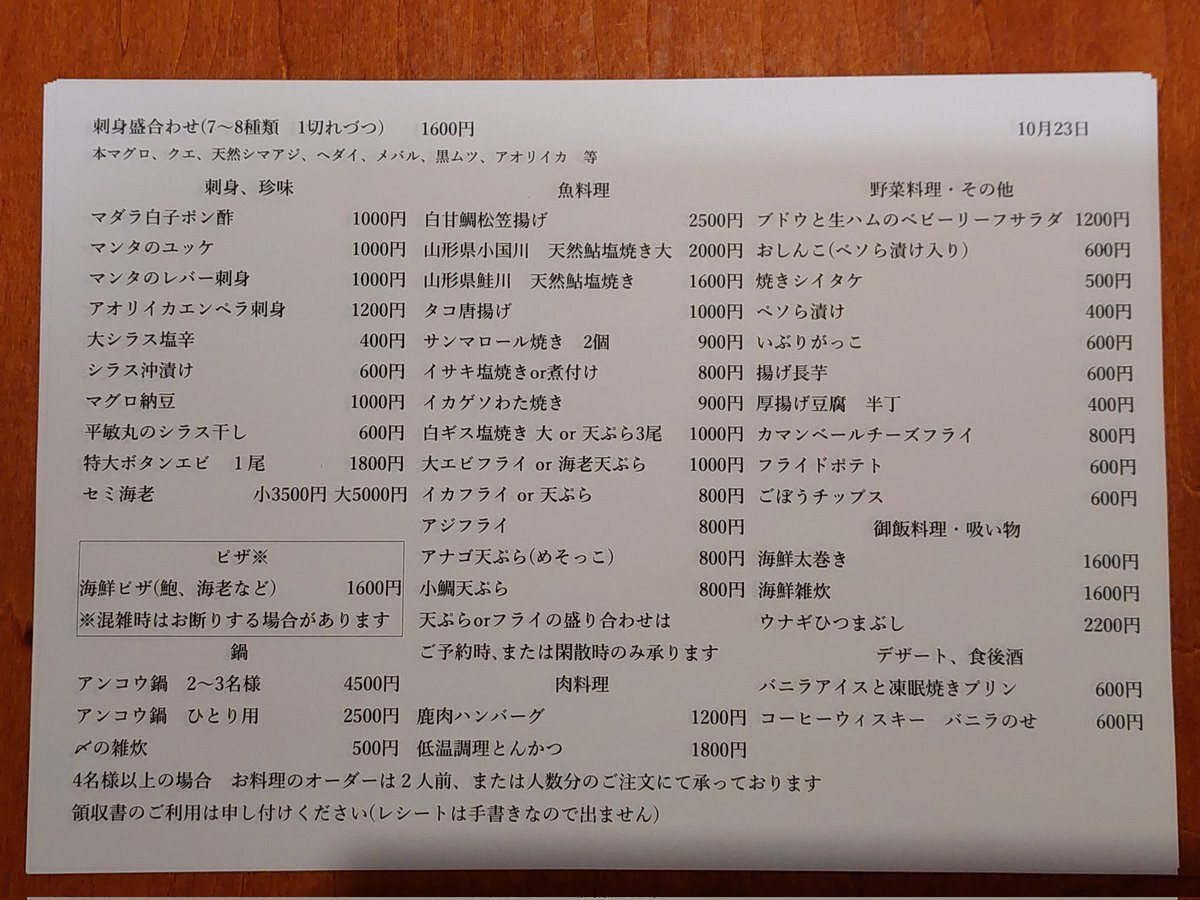 刺身盛合わせ(7〜8種類　1切れづつ)　1600円
10月23日
本マグロ、クエ、天然シマアジ、ヘダイ、メバル、黒ムツ、アオリイカ　等
刺身、珍味
マダラ白子ポン酢　1000円
マンタのユッケ　1000円
マンタのレバー刺身　1000円
アオリイカエンペラ刺身　1200円
大シラス塩辛　400円
シラス沖漬け　600円
マグロ納豆　1000円
平敏丸のシラス干し　600円
特大ボタンエビ　1尾　1800円
セミ海老　小3500円 大5000円
ピザ※
海鮮ピザ(鮑、海老など)　1600円
※混雑時はお断りする場合があります
鍋
アンコウ鍋　2〜3名様　4500円
アンコウ鍋　ひとり用　2500円
〆の雑炊　500円
魚料理
白甘鯛松笠揚げ　2500円
山形県小国川　天然鮎塩焼き大　2000円
山形県鮭川　天然鮎塩焼き　1600円
タコ唐揚げ　1000円
サンマロール焼き　2個　900円
イサキ塩焼きor煮付け　800円
イカゲソわた焼き　900円
白ギス塩焼き 大 or 天ぷら3尾　1000円
大エビフライ or 海老天ぷら　1000円
イカフライ or 天ぷら　800円
アジフライ　800円
アナゴ天ぷら(めそっこ)　800円
小鯛天ぷら　800円
天ぷらorフライの盛り合わせは
ご予約時、または閑散時のみ承ります
肉料理
鹿肉ハンバーグ　1200円
低温調理とんかつ　1800円
野菜料理・その他
ブドウと生ハムのベビーリーフサラダ　1200円
おしんこ(ペソら漬け入り)　600円
焼きシイタケ　500円
ペソら漬け　400円
いぶりがっこ　600円
揚げ長芋　600円
厚揚げ豆腐　半丁　400円
カマンベールチーズフライ　800円
フライドポテト　600円
ごぼうチップス　600円
御飯料理・吸い物
海鮮太巻き　1600円
海鮮雑炊　1600円
ウナギひつまぶし　2200円
デザート、食後酒
バニラアイスと凍眠焼きプリン　600円
コーヒーウィスキー　バニラのせ　600円
4名様以上の場合　お料理のオーダーは２人前、または人数分のご注文にて承っております
領収書のご利用は申し付けください(レシートは手書きなので出ません)